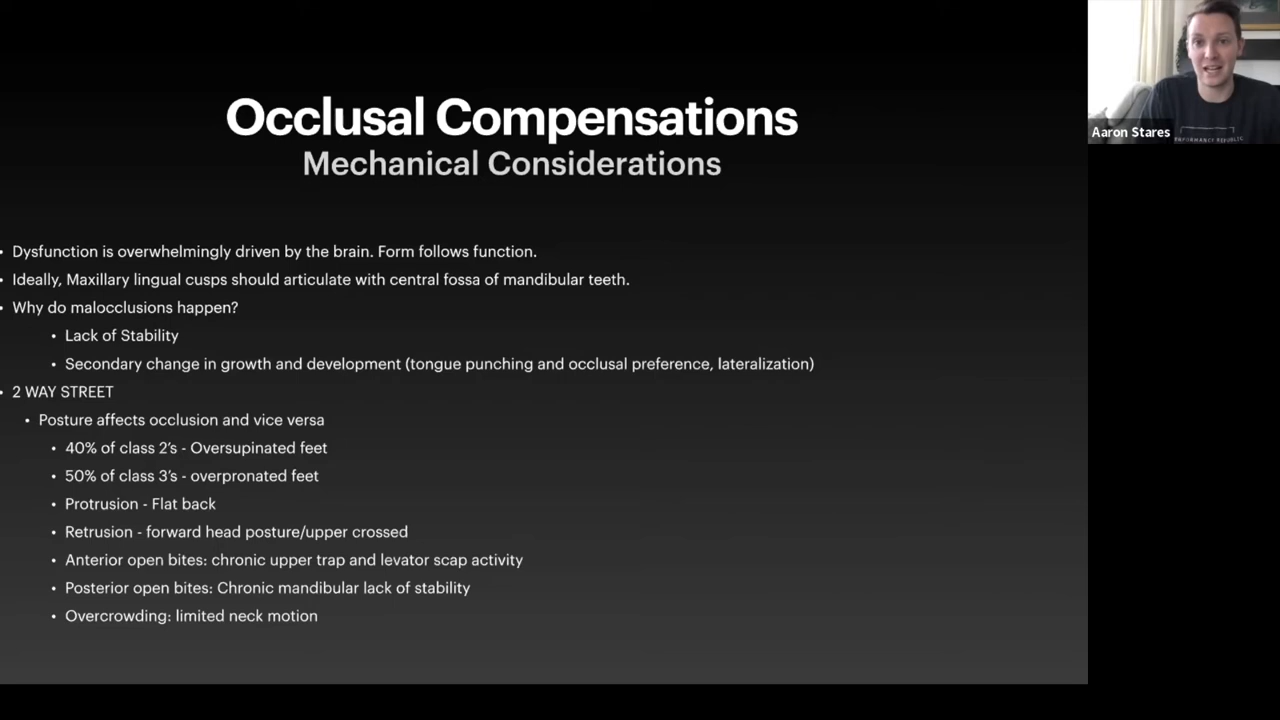 Occlusal Compensations
Mechanical Considerations
• Dysfunction is overwhelmingly driven by the brain. Form follows function.
• Ideally, Maxillary lingual cusps should articulate with central fossa of mandibular teeth.
• Why do malocclusions happen?
• Lack of Stability
• Secondary change in growth and development (tongue punching and occlusal preference, lateralization)
• 2 WAY STREET
• Posture affects occlusion and vice versa
• 40% of class 2's - Oversupinated feet
• 50% of class 3's - overpronated feet
• Protrusion - Flat back
• Retrusion - forward head posture/upper crossed
• Anterior open bites: chronic upper trap and levator scap activity
• Posterior open bites: Chronic mandibular lack of stability
• Overcrowding: limited neck motion
Aaron Stares
REPUBLIC